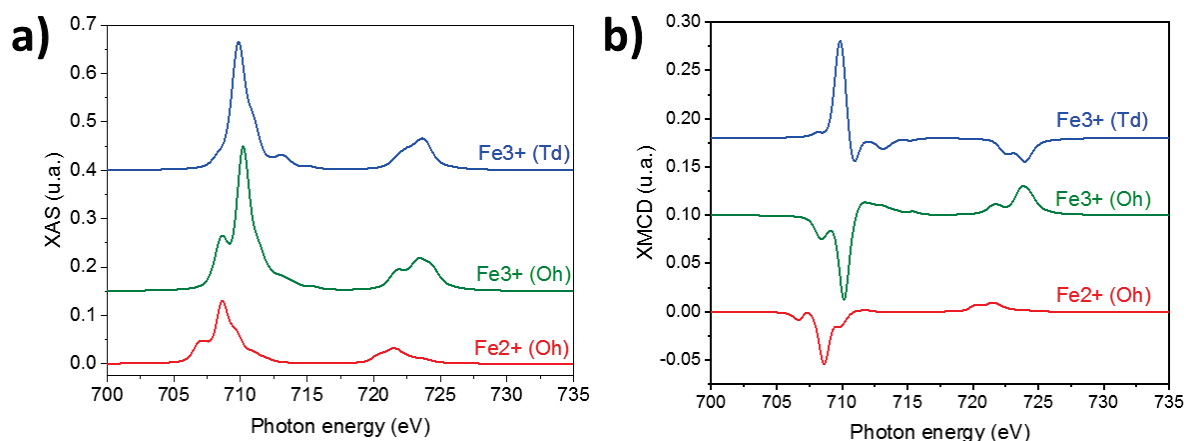 a)
0.7
0.6
0.5
0.4
0.3
0.2
0.1
0.0
XAS (u.a.)
Fe3+ (Td)
Fe3+ (Oh)
Fe2+ (Oh)
700 705 710 715 720 725 730 735
Photon energy (eV)
b)
0.30
0.25
0.20
0.15
0.10
0.05
0.00
-0.05
XMCD (u.a.)
Fe3+ (Td)
Fe3+ (Oh)
Fe2+ (Oh)
700 705 710 715 720 725 730 735
Photon energy (eV)